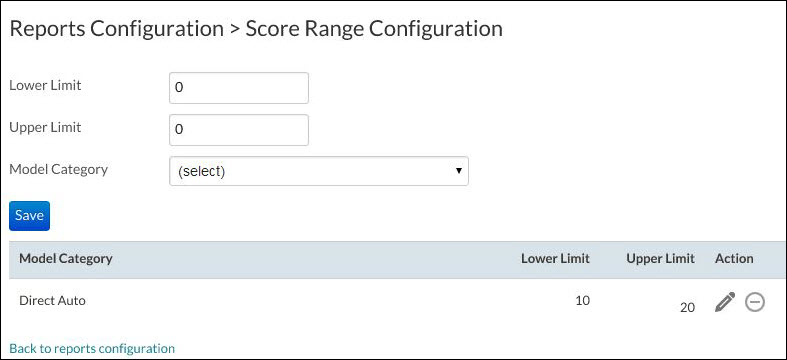 Reports Configuration > Score Range Configuration
Lower Limit 0
Upper Limit 0
Model Category (select)
Save
Model Category Lower Limit Upper Limit Action
Direct Auto 10 20
Back to reports configuration